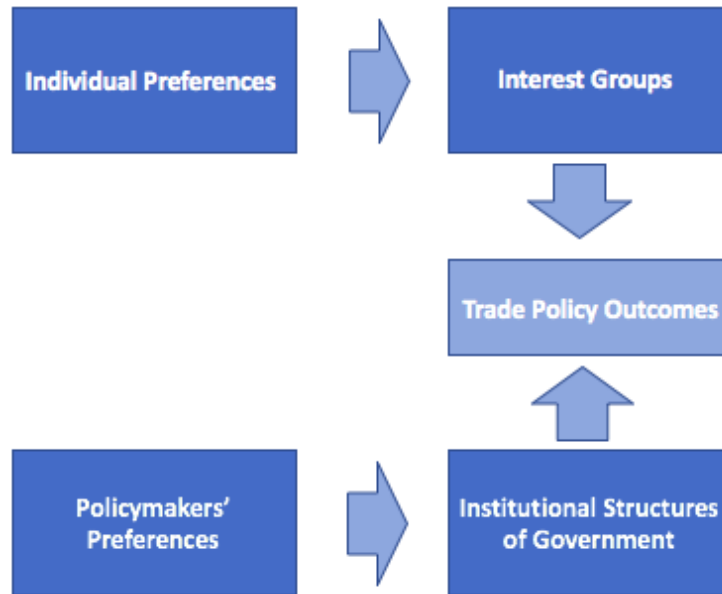 Individual Preferences
Interest Groups
Trade Policy Outcomes
Policymakers’
Preferences
Institutional Structures
of Government